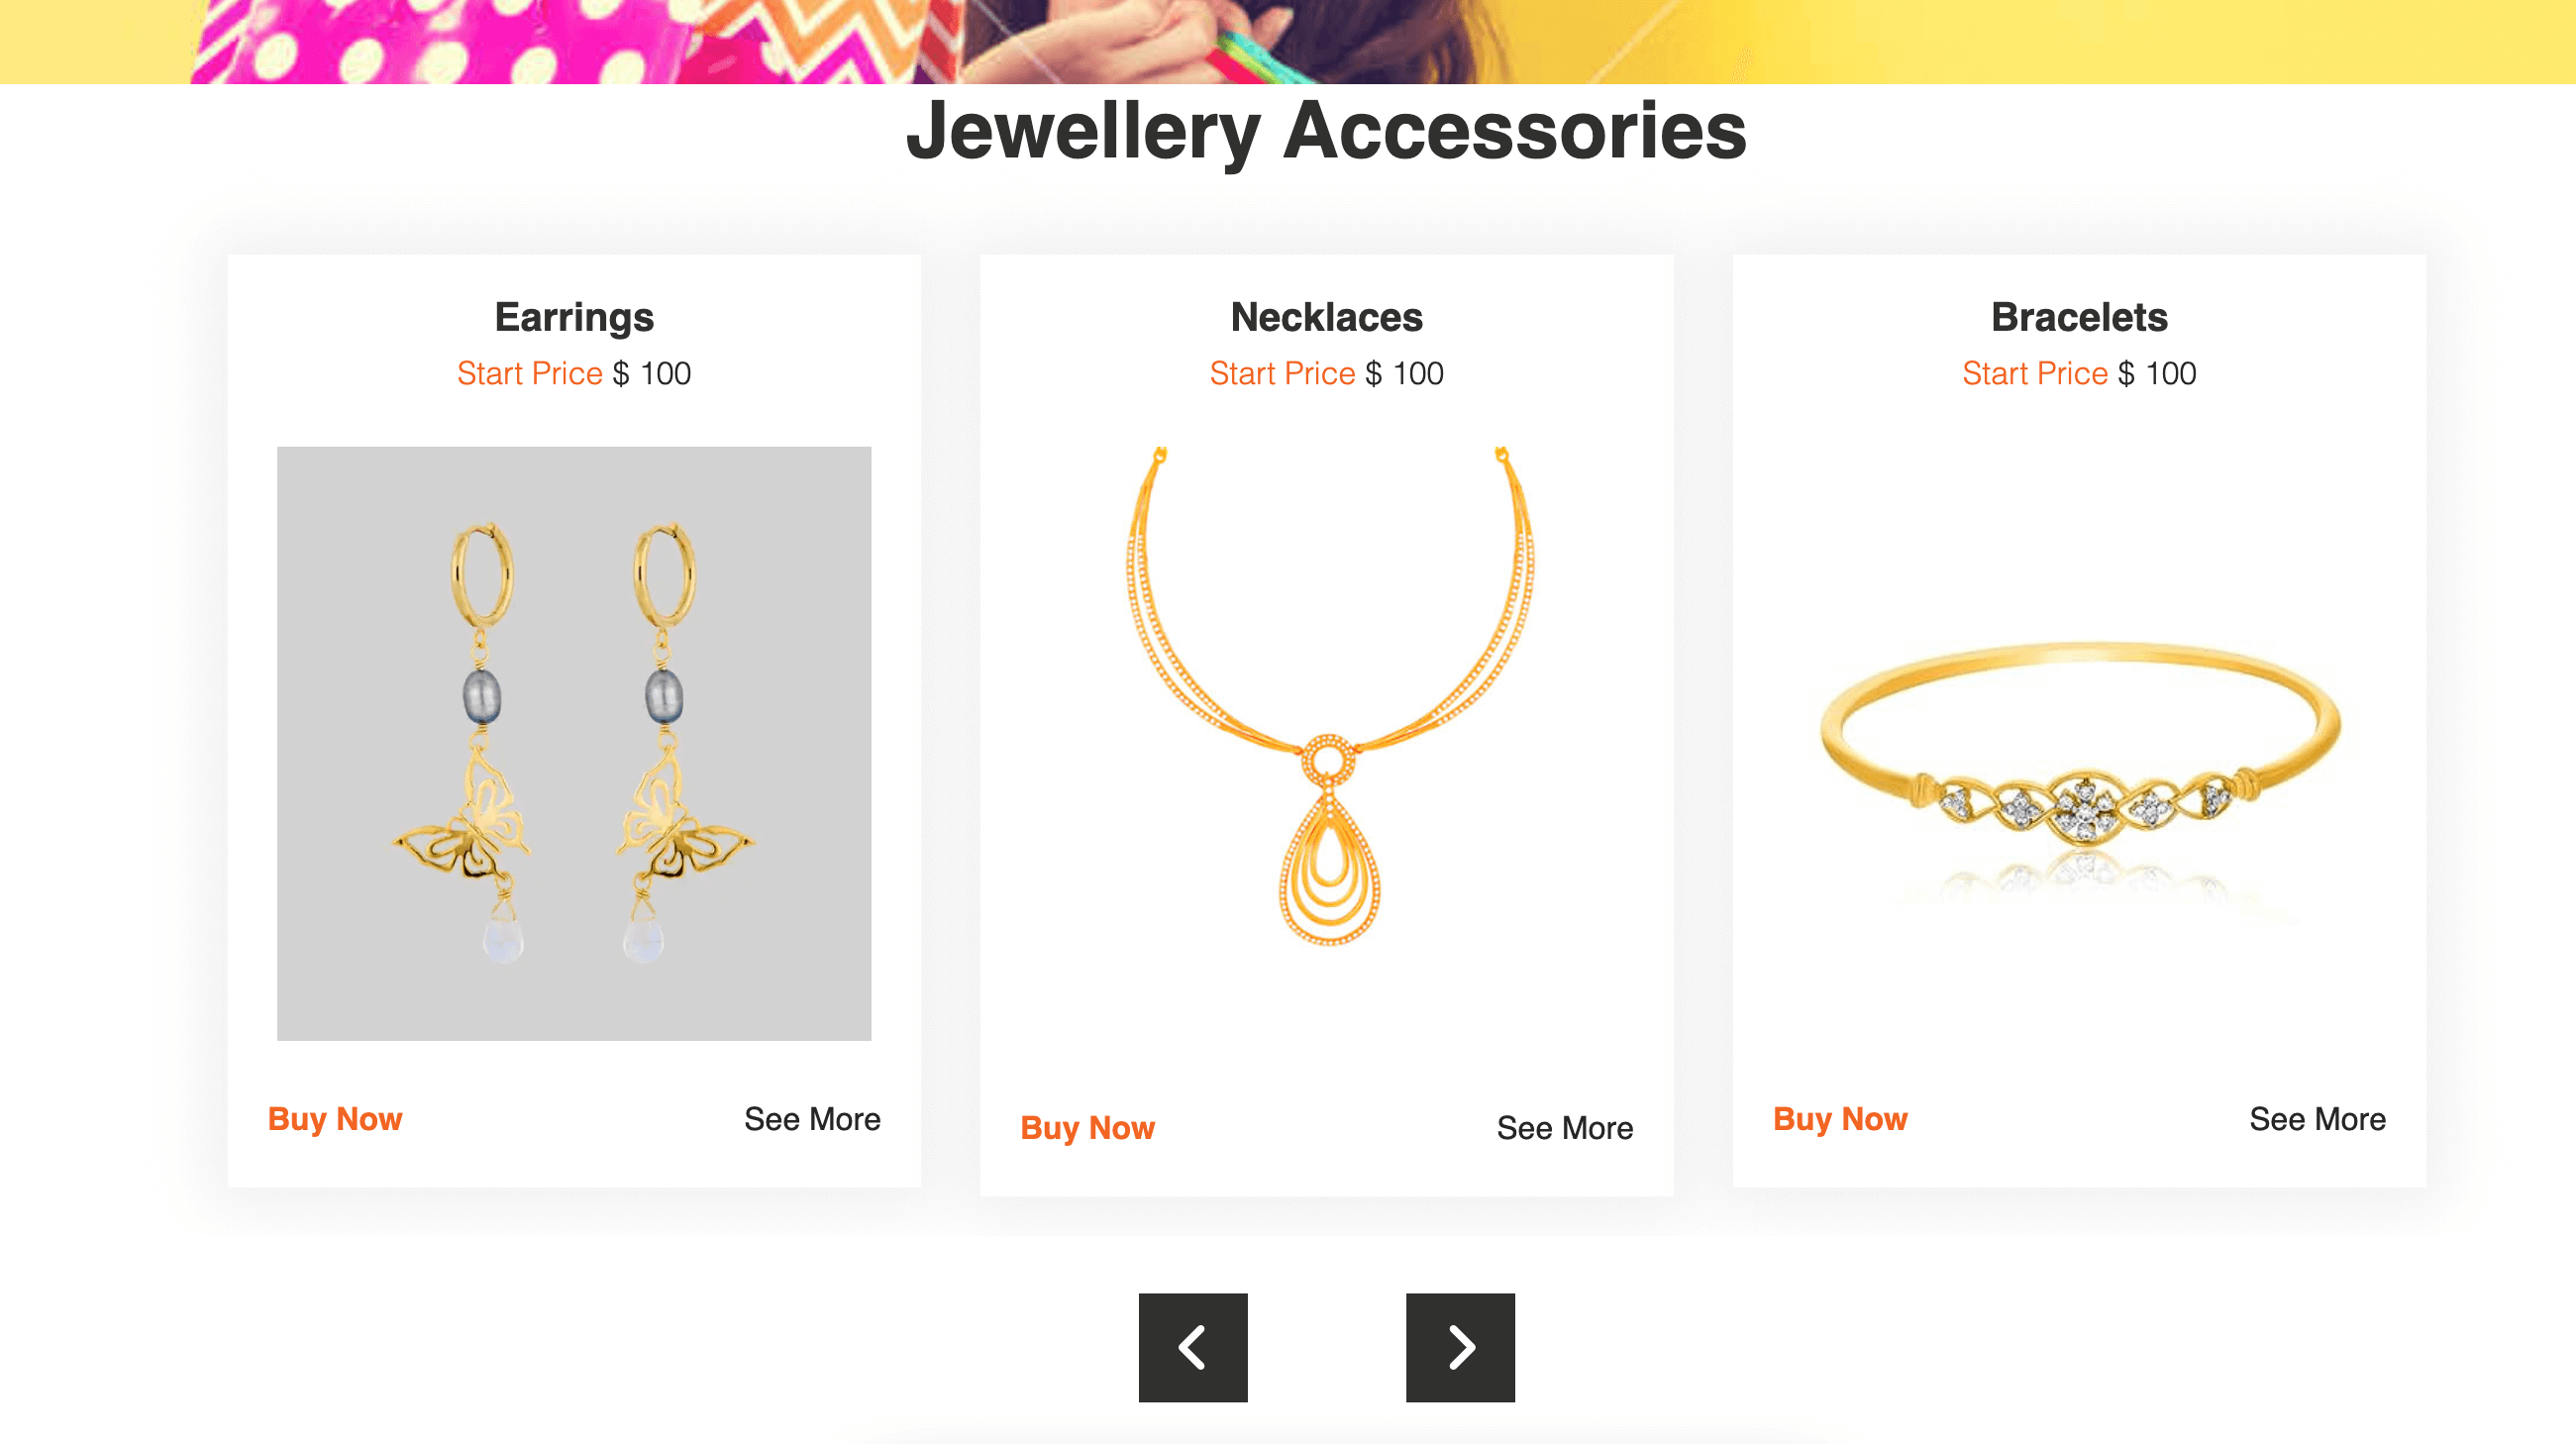 Jewellery Accessories
Earrings
Start Price $ 100
Buy Now
See More
Necklaces
Start Price $ 100
Buy Now
See More
Bracelets
Start Price $ 100
Buy Now
See More